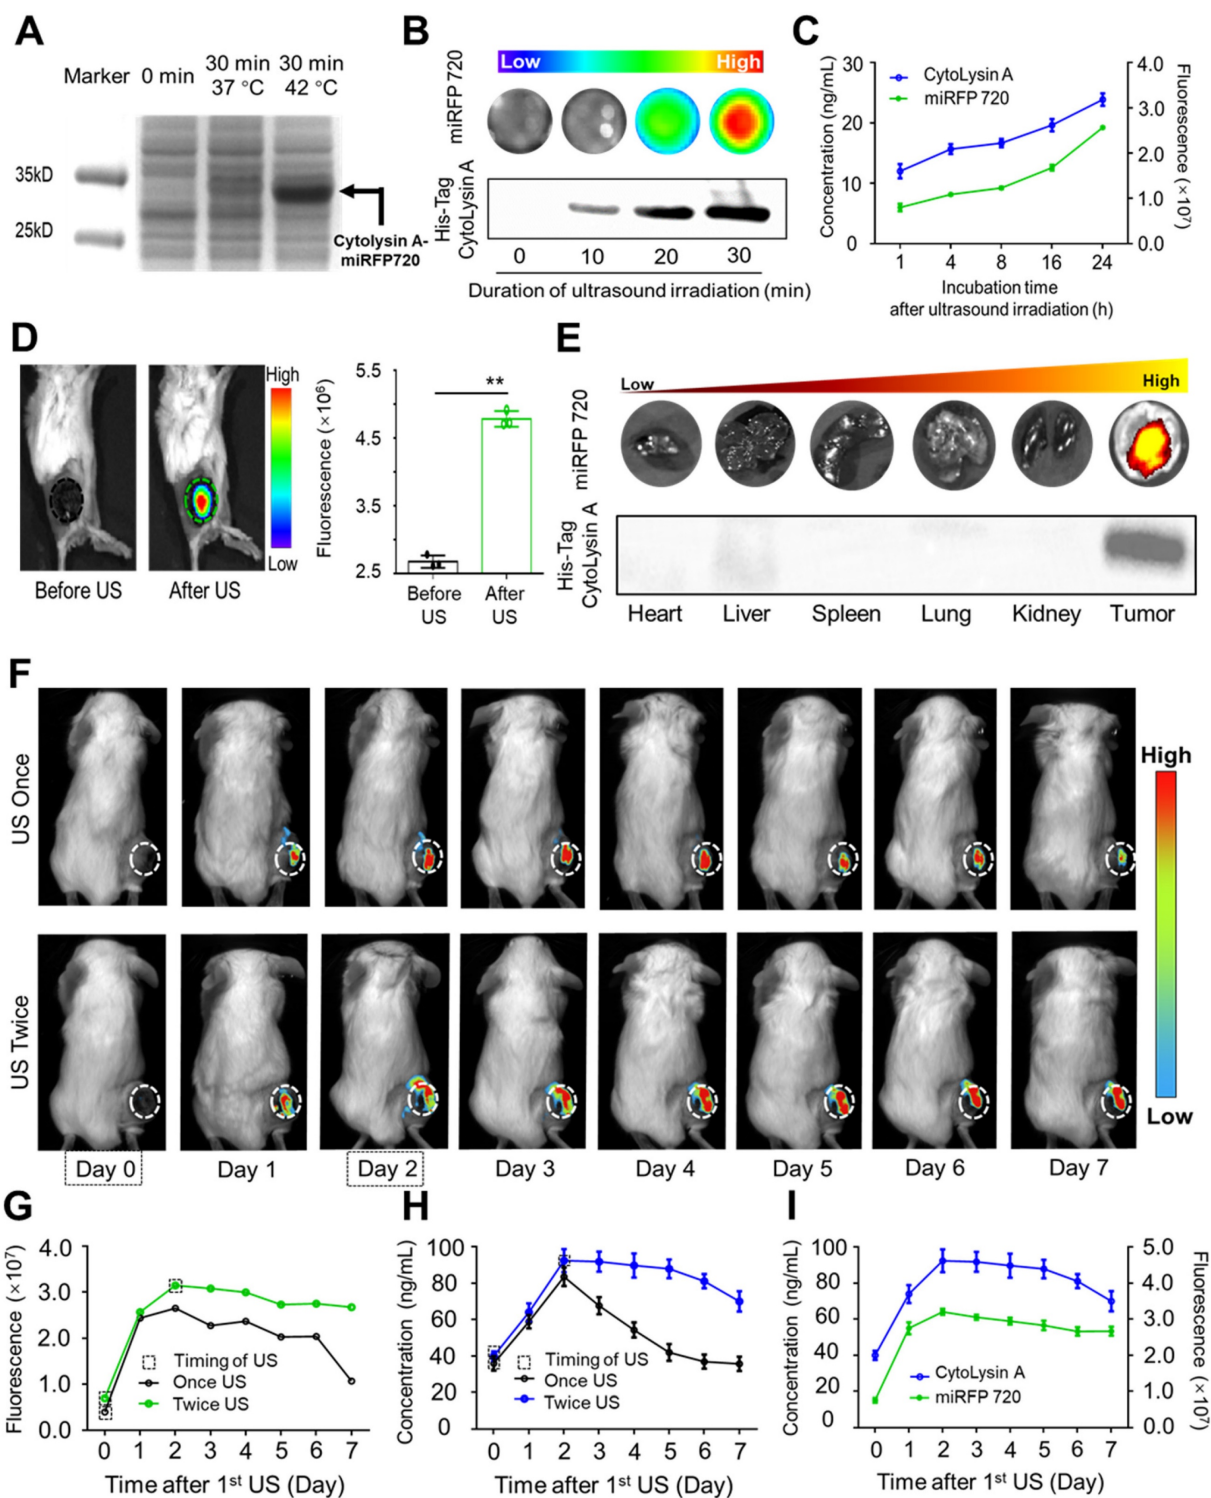 A
Marker
0 min
30 min
37 °C
30 min
42 °C
35kD
25kD
Cytolysin A-
miRFP720
B
miRFP 720
Low
High
His-Tag
CytoLysin A
0
10
20
30
Duration of ultrasound irradiation (min)
C
Concentration (ng/mL)
30
20
10
0
CytoLysin A
miRFP 720
4.0
3.0
2.0
1.0
0.0
Fluorescence (×10⁷)
1
4
8
16
24
Incubation time
after ultrasound irradiation (h)
D
High
Low
Before US
After US
Fluorescence (×10⁶)
5.5
4.5
3.5
2.5
**
Before
US
After
US
E
Low
High
miRFP 720
His-Tag
CytoLysin A
Heart
Liver
Spleen
Lung
Kidney
Tumor
F
US Once
US Twice
High
Low
Day 0
Day 1
Day 2
Day 3
Day 4
Day 5
Day 6
Day 7
G
Fluorescence (×10⁷)
4.0
3.0
2.0
1.0
0.0
Timing of US
Once US
Twice US
0 1 2 3 4 5 6 7
Time after 1ˢᵗ US (Day)
H
Concentration (ng/mL)
100
80
60
40
20
0
Timing of US
Once US
Twice US
0 1 2 3 4 5 6 7
Time after 1ˢᵗ US (Day)
I
Concentration (ng/mL)
100
80
60
40
20
0
CytoLysin A
miRFP 720
5.0
4.0
3.0
2.0
1.0
0.0
Fluorescence (×10⁷)
0 1 2 3 4 5 6 7
Time after 1ˢᵗ US (Day)